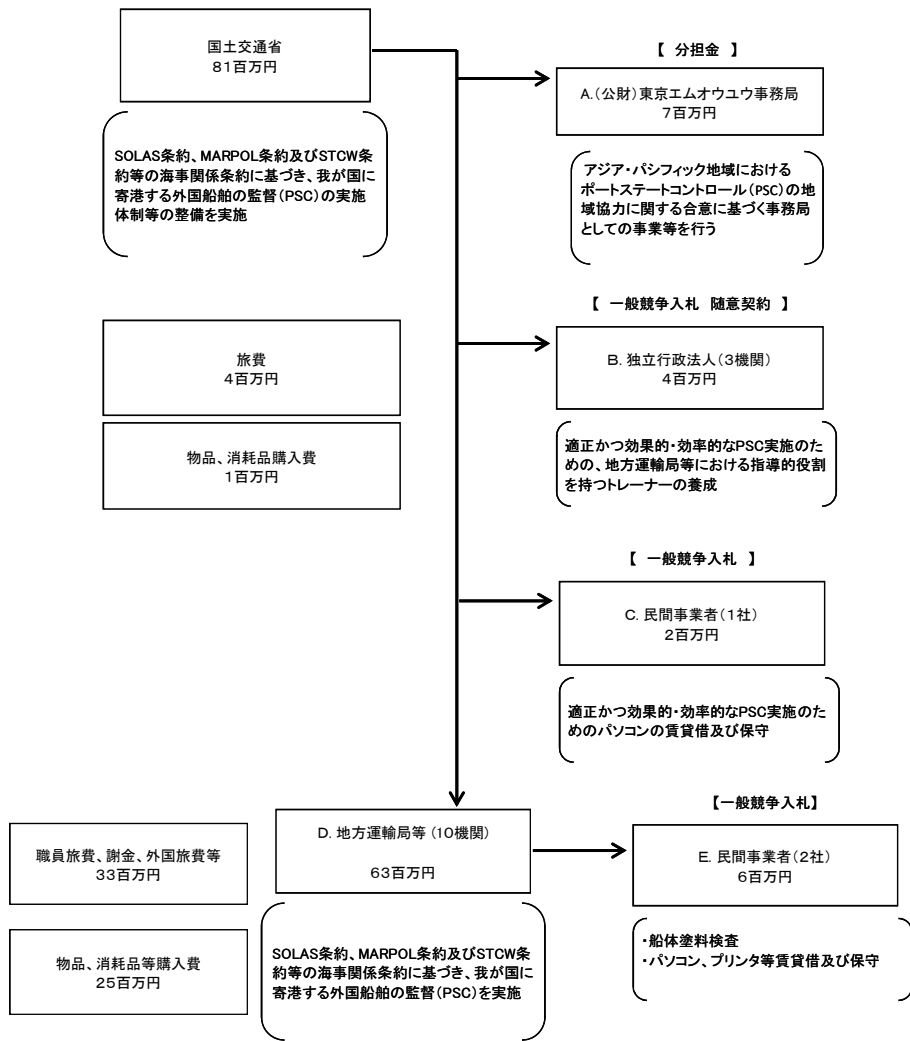 国土交通省
81百万円
SOLAS条約、MARPOL条約及びSTCW条
約等の海事関係条約に基づき、我が国に
寄港する外国船舶の監督(PSC)の実施
体制等の整備を実施
【 分担金 】
A.(公財)東京エムオウユウ事務局
7百万円
アジア・パシフィック地域における
ポートステートコントロール(PSC)の地
域協力に関する合意に基づく事務局
としての事業等を行う
旅費
4百万円
物品、消耗品購入費
1百万円
【 一般競争入札 随意契約 】
B. 独立行政法人(3機関)
4百万円
適正かつ効果的・効率的なPSC実施のた
めの、地方運輸局等における指導的役割
を持つトレーナーの養成
【 一般競争入札 】
C. 民間事業者(1社)
2百万円
適正かつ効果的・効率的なPSC実施のた
めのパソコンの賃貸借及び保守
職員旅費、謝金、外国旅費等
33百万円
物品、消耗品等購入費
25百万円
D. 地方運輸局等 (10機関)
63百万円
SOLAS条約、MARPOL条約及びSTCW条
約等の海事関係条約に基づき、我が国に
寄港する外国船舶の監督(PSC)を実施
【一般競争入札】
E. 民間事業者(2社)
6百万円
・船体塗料検査
・パソコン、プリンタ等賃貸借及び保守